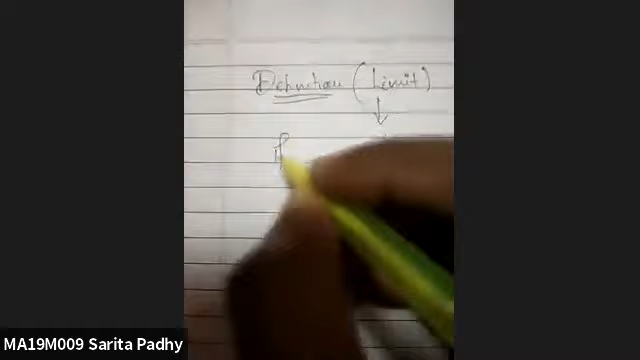 Definition (Limit)
↓
f
MA19M009 Sarita Padhy